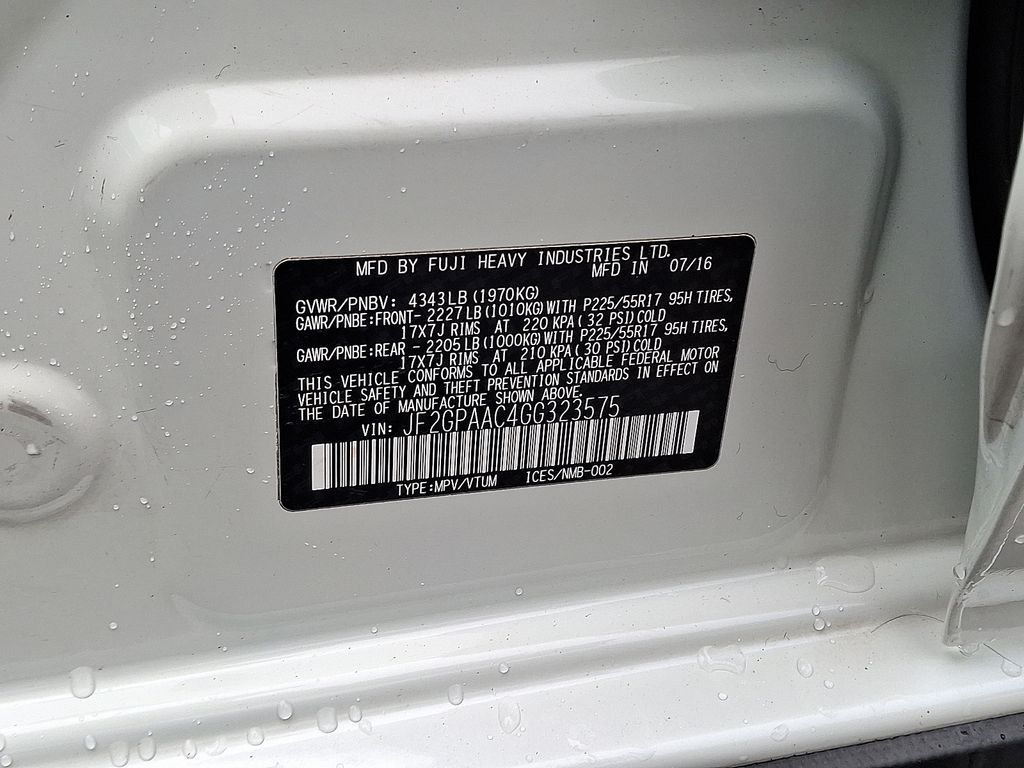 MFD BY FUJI HEAVY INDUSTRIES LTD.
MFD IN 07/16
GVWR/PNBV: 4343LB(1970KG)
GAWR/PNBE:FRONT- 2227LB(1010KG)WITH P225/55R17 95H TIRES,
17X7J RIMS AT 220 KPA( 32 PSI)COLD
GAWR/PNBE:REAR - 2205LB(1000KG)WITH P225/55R17 95H TIRES,
17X7J RIMS AT 210 KPA( 30 PSI)COLD
THIS VEHICLE CONFORMS TO ALL APPLICABLE FEDERAL MOTOR
VEHICLE SAFETY AND THEFT PREVENTION STANDARDS IN EFFECT ON
THE DATE OF MANUFACTURE SHOWN ABOVE.
VIN: JF2GPAAC4GG323575
TYPE:MPV/VTUM ICES/NMB-002